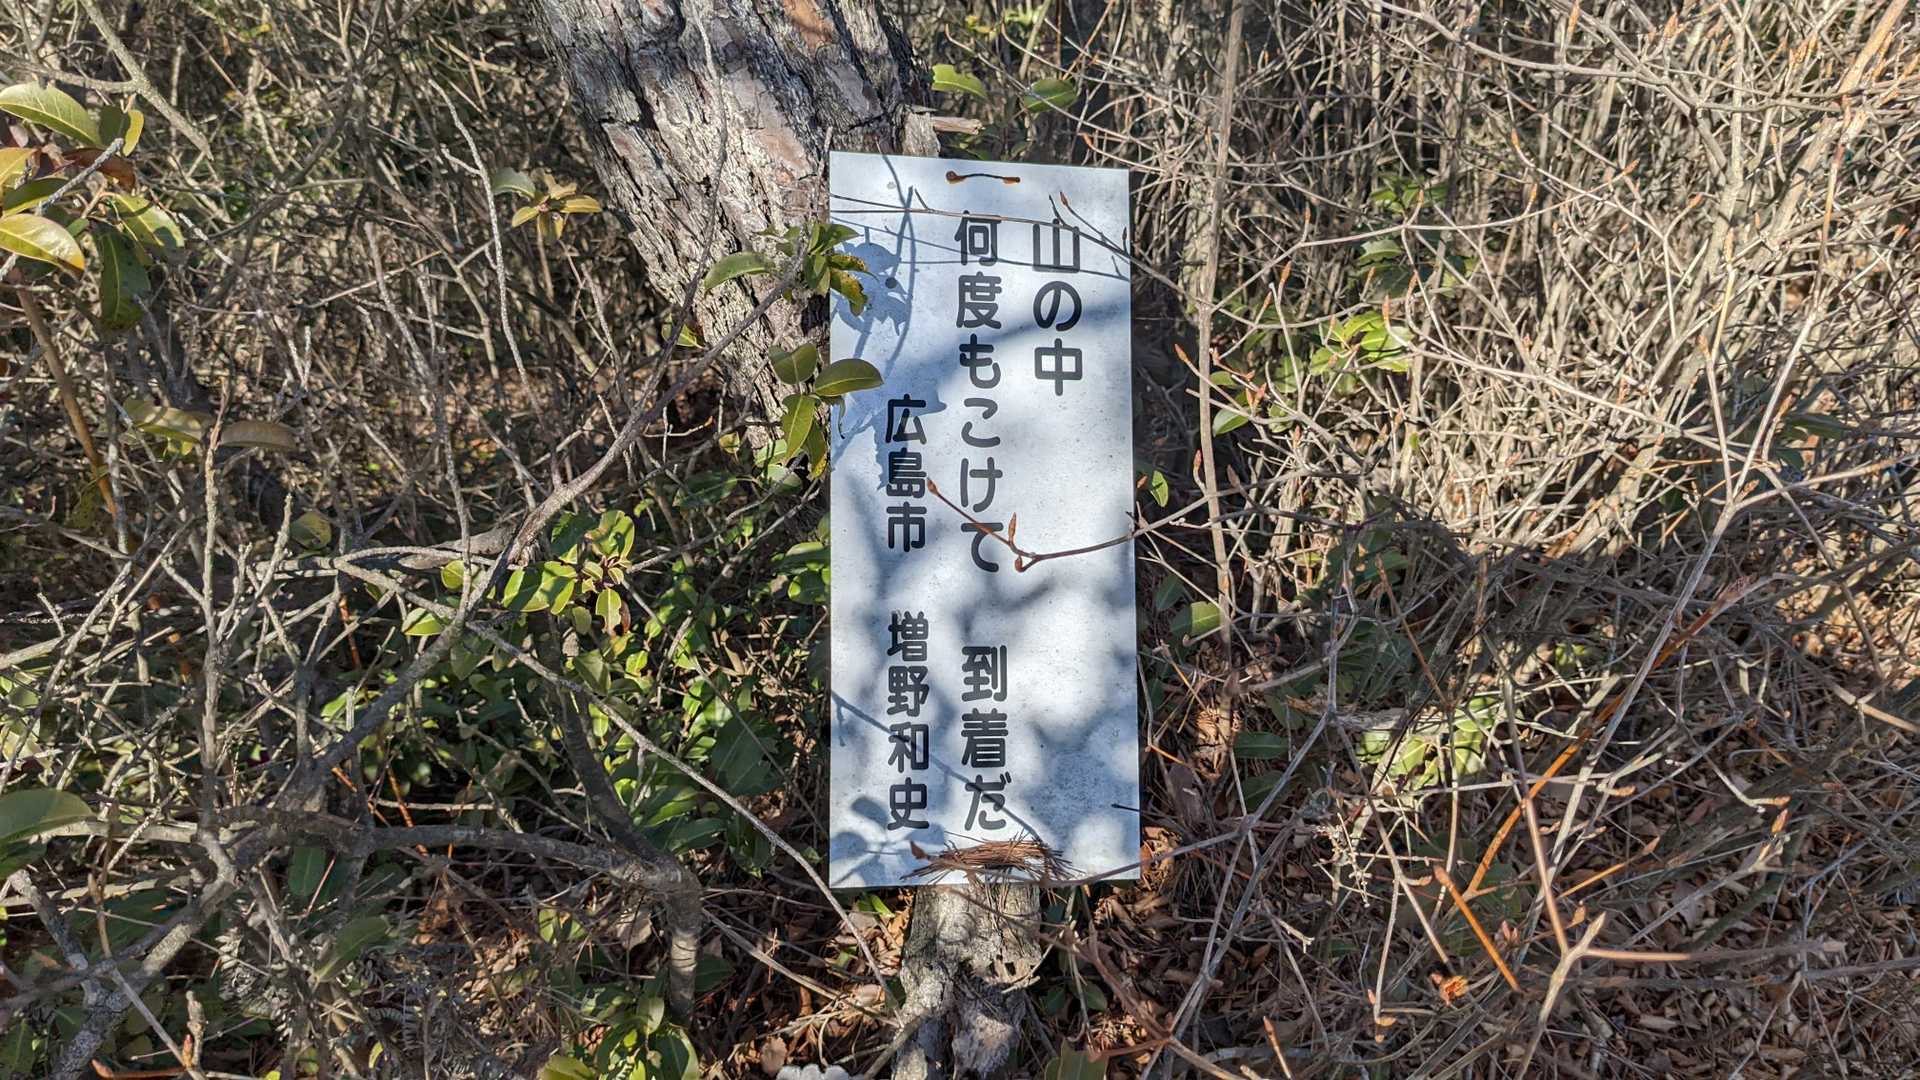 山の中
何度もこけて 到着だ
広島市 増野和史